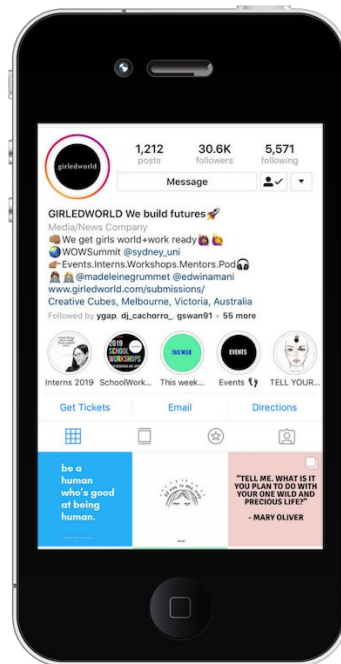 girledworld
1,212 30.6K 5,571
posts followers following
Message
GIRLEDWORLD We build futures🚀
Media/News Company
We get girls world+work ready
WOWSummit @sydney_uni
Events.Interns.Workshops.Mentors.Pod🎧
@madeleinegrummet @edwinamani
www.girledworld.com/submissions/
Creative Cubes, Melbourne, Victoria, Australia
Followed by ygap, dj_cachorro_, gswan91 + 55 more
2019
SCHOOL
WORKSHOPS
THIS WEEK
EVENTS
Interns 2019 SchoolWork... This week... Events 👣 TELL YOUR...
Get Tickets Email Directions
be a
human
who's good
at being
human.
"TELL ME. WHAT IS IT
YOU PLAN TO DO WITH
YOUR ONE WILD AND
PRECIOUS LIFE?"
- MARY OLIVER